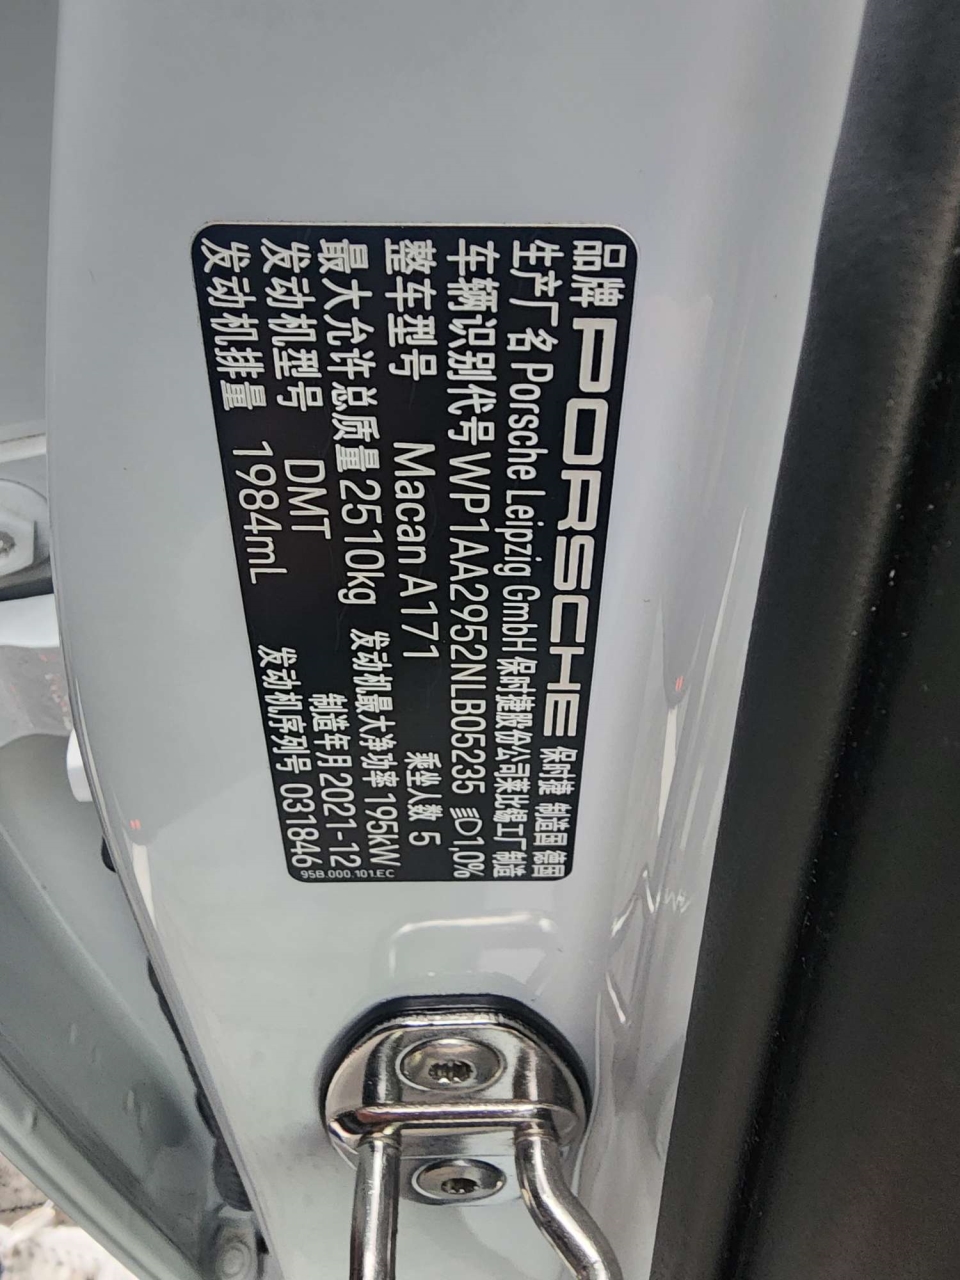 品牌 PORSCHE 保时捷 制造国 德国
生产厂名 Porsche Leipzig GmbH 保时捷股份公司莱比锡工厂 制造
车辆识别代号 WP1AA2952NLB05235 D1,0%
整车型号 Macan A171 乘坐人数 5
最大允许总质量 2510kg 发动机最大净功率 195kW
发动机型号 DMT 制造年月 2021-12
发动机排量 1984mL 发动机序列号 031846
95B.000.101.EC